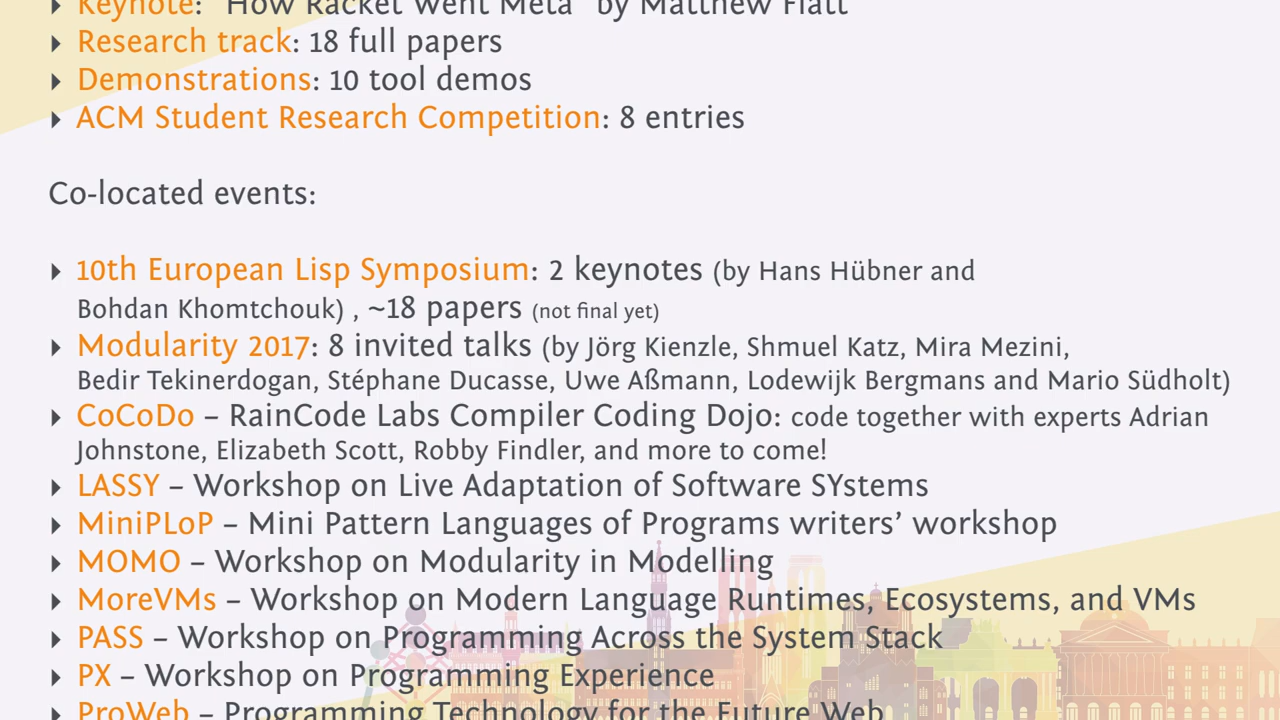 ▸ Keynote: "How Racket Went Meta" by Matthew Flatt
▸ Research track: 18 full papers
▸ Demonstrations: 10 tool demos
▸ ACM Student Research Competition: 8 entries
Co-located events:
▸ 10th European Lisp Symposium: 2 keynotes (by Hans Hübner and
Bohdan Khomtchouk) , ~18 papers (not final yet)
▸ Modularity 2017: 8 invited talks (by Jörg Kienzle, Shmuel Katz, Mira Mezini,
Bedir Tekinerdogan, Stéphane Ducasse, Uwe Aßmann, Lodewijk Bergmans and Mario Südholt)
▸ CoCoDo – RainCode Labs Compiler Coding Dojo: code together with experts Adrian
Johnstone, Elizabeth Scott, Robby Findler, and more to come!
▸ LASSY – Workshop on Live Adaptation of Software SYstems
▸ MiniPLoP – Mini Pattern Languages of Programs writers’ workshop
▸ MOMO – Workshop on Modularity in Modelling
▸ MoreVMs – Workshop on Modern Language Runtimes, Ecosystems, and VMs
▸ PASS – Workshop on Programming Across the System Stack
▸ PX – Workshop on Programming Experience
▸ ProWeb – Programming Technology for the Future Web